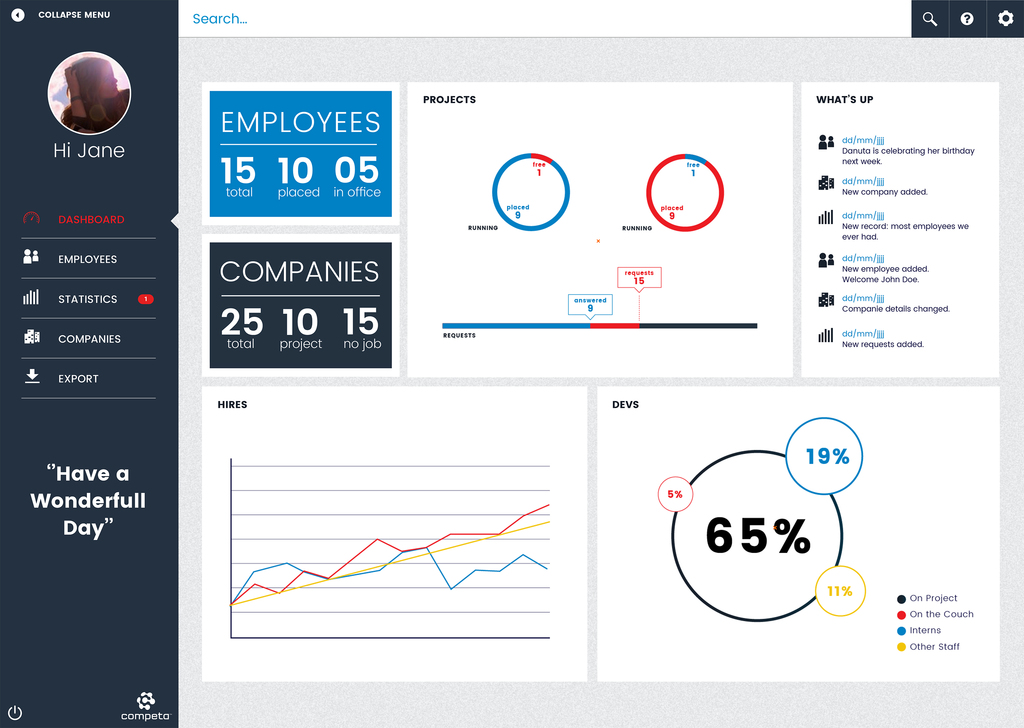 COLLAPSE MENU
Search...
Hi Jane
DASHBOARD
EMPLOYEES
STATISTICS 1
COMPANIES
EXPORT
‘’Have a
Wonderfull
Day”
competa
EMPLOYEES
15 10 05
total placed in office
COMPANIES
25 10 15
total project no job
PROJECTS
free
1
placed
9
RUNNING
free
1
placed
9
RUNNING
requests
15
answered
9
REQUESTS
WHAT'S UP
dd/mm/jjjj
Danuta is celebrating her birthday
next week.
dd/mm/jjjj
New company added.
dd/mm/jjjj
New record: most employees we
ever had.
dd/mm/jjjj
New employee added.
Welcome John Doe.
dd/mm/jjjj
Companie details changed.
dd/mm/jjjj
New requests added.
HIRES
DEVS
19%
5%
65%
11%
On Project
On the Couch
Interns
Other Staff